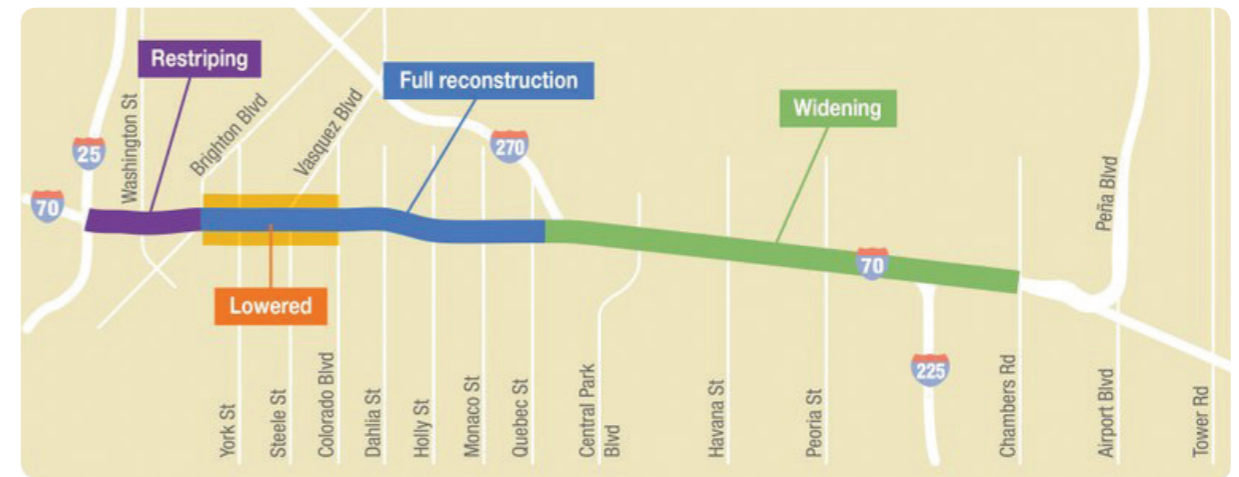 Restriping
Full reconstruction
Widening
Washington St
Brighton Blvd
Vasquez Blvd
25
270
70
Peña Blvd
70
Lowered
225
York St
Steele St
Colorado Blvd
Dahlia St
Holly St
Monaco St
Quebec St
Central Park
Blvd
Havana St
Peoria St
Chambers Rd
Airport Blvd
Tower Rd